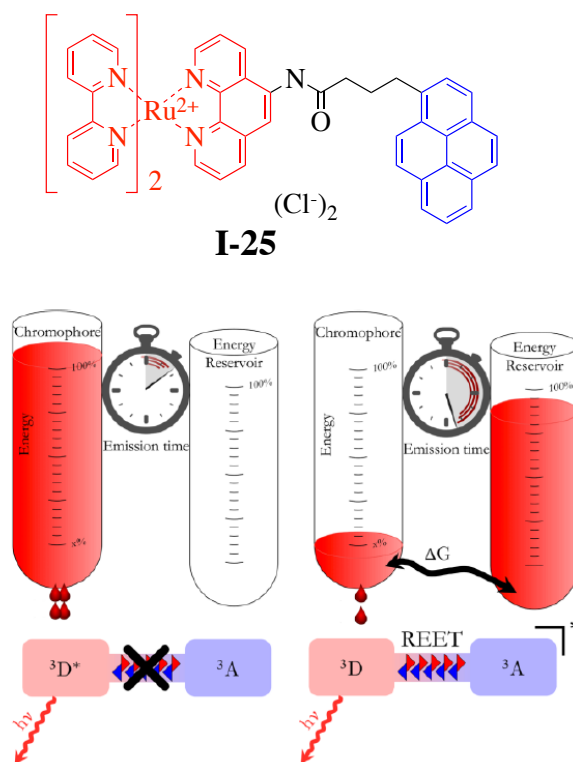 N
N
N
N
Ru2+
2
N
O
(Cl-)2
I-25
Chromophore
100%
Energy
x%
Emission time
Energy
Reservoir
100%
Chromophore
100%
Energy
x%
Emission time
Energy
Reservoir
100%
ΔG
3D*
3A
hν
REET
3D
3A
*
hν